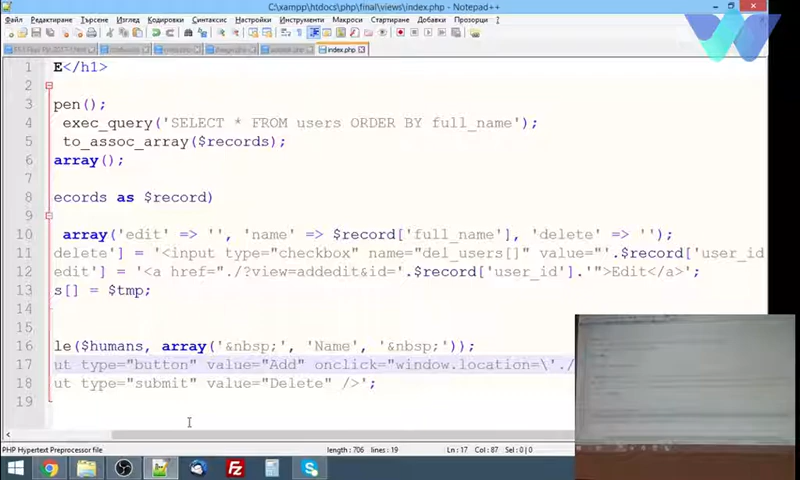 C:\xampp\htdocs\php\final\views\index.php - Notepad++
Файл Редактиране Търсене Изглед Кодировки Синтаксис Настройки Инструменти Макроси Стартиране Добавки Прозорци ?
index.php
1 E</h1>
2
3 pen();
4 exec_query('SELECT * FROM users ORDER BY full_name');
5 to_assoc_array($records);
6 array();
7
8 ecords as $record)
9
10 array('edit' => '', 'name' => $record['full_name'], 'delete' => '');
11 delete'] = '<input type="checkbox" name="del_users[]" value="'.$record['user_id
12 edit'] = '<a href="./?view=addedit&id='.$record['user_id'].'">Edit</a>';
13 s[] = $tmp;
14
15
16 le($humans, array('&nbsp;', 'Name', '&nbsp;'));
17 ut type="button" value="Add" onclick="window.location=\'./
18 ut type="submit" value="Delete" />';
19
PHP Hypertext Preprocessor file length : 706 lines : 19 Ln : 17 Col : 87 Sel : 0 | 0